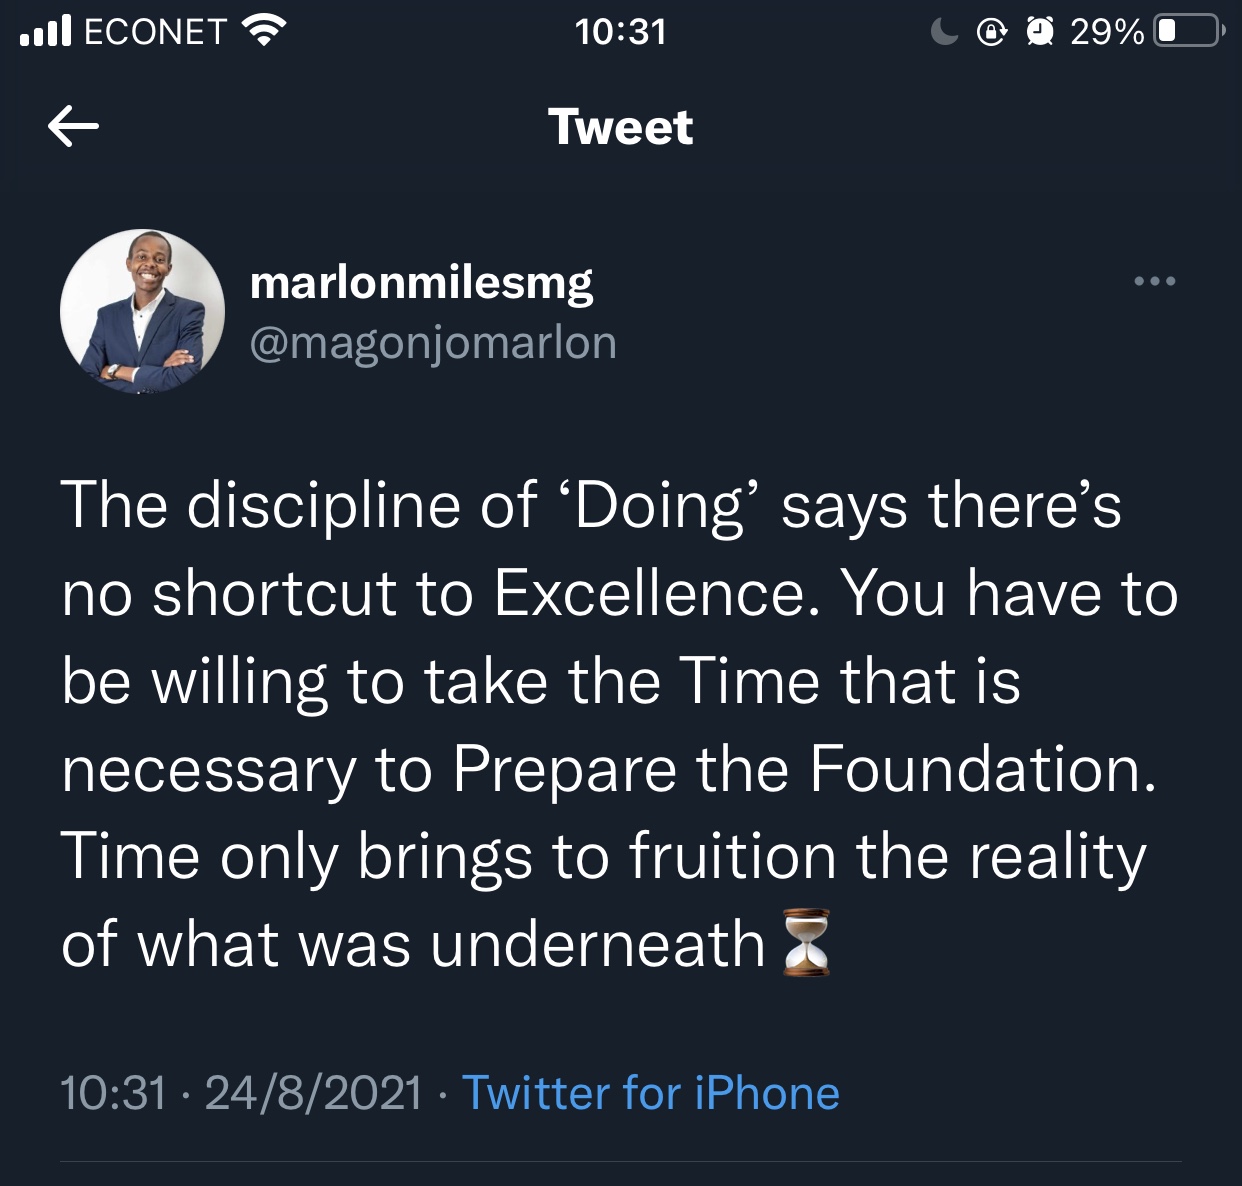 ECONET 10:31 29%
Tweet
marlonmilesmg
@magonjomarlon
The discipline of ‘Doing’ says there’s
no shortcut to Excellence. You have to
be willing to take the Time that is
necessary to Prepare the Foundation.
Time only brings to fruition the reality
of what was underneath⏳
10:31 · 24/8/2021 · Twitter for iPhone